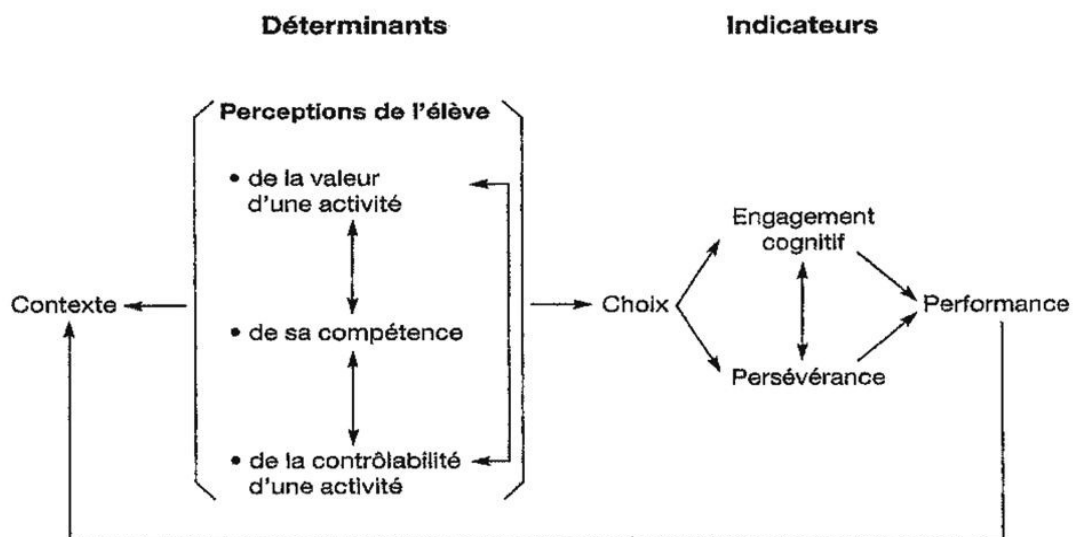 Déterminants
Indicateurs
Perceptions de l'élève
• de la valeur
d'une activité
• de sa compétence
• de la contrôlabilité
d'une activité
Contexte
Choix
Engagement
cognitif
Persévérance
Performance